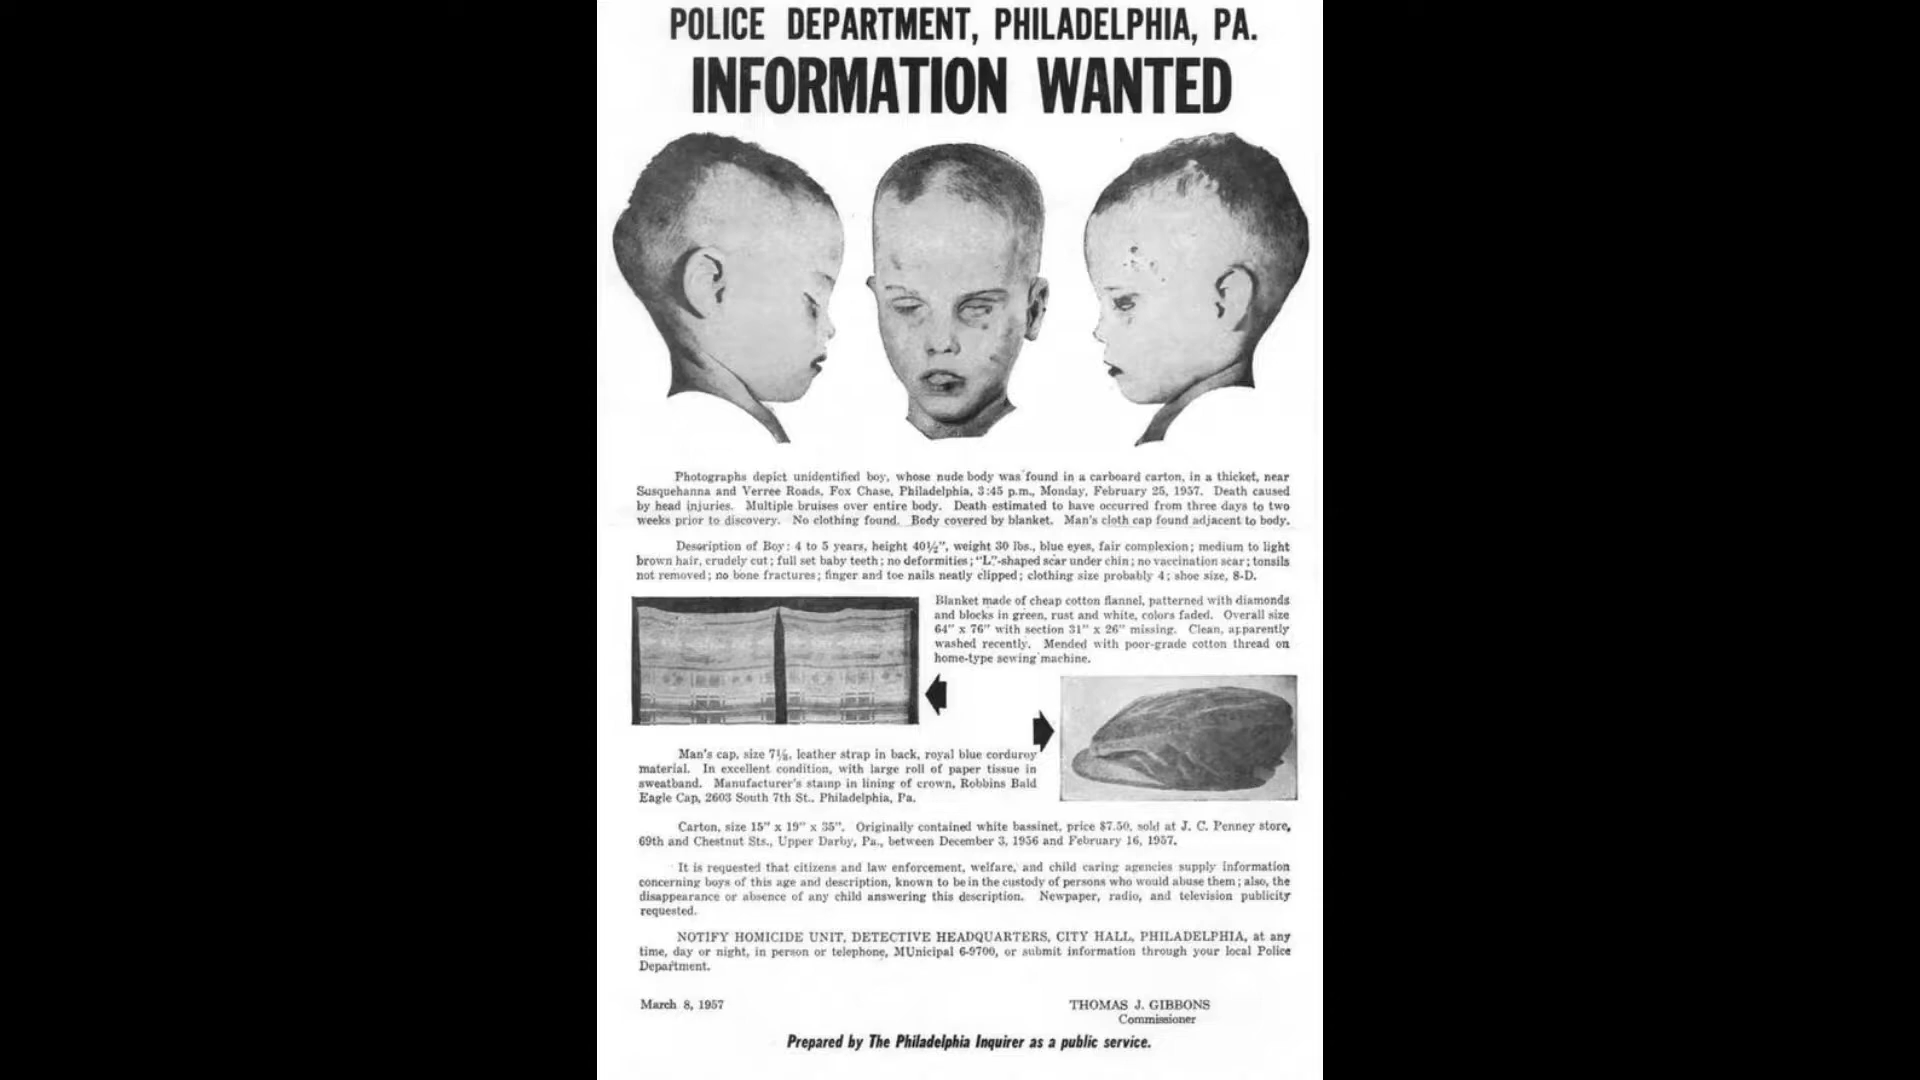 POLICE DEPARTMENT, PHILADELPHIA, PA.
INFORMATION WANTED
Photographs depict unidentified boy, whose nude body was found in a carboard carton, in a thicket, near
Susquehanna and Verree Roads, Fox Chase, Philadelphia, 3:45 p.m., Monday, February 25, 1957. Death caused
by head injuries. Multiple bruises over entire body. Death estimated to have occurred from three days to two
weeks prior to discovery. No clothing found. Body covered by blanket. Man's cloth cap found adjacent to body.
Description of Boy: 4 to 5 years, height 40½", weight 30 lbs., blue eyes, fair complexion; medium to light
brown hair, crudely cut; full set baby teeth; no deformities; "L"-shaped scar under chin; no vaccination scar; tonsils
not removed; no bone fractures; finger and toe nails neatly clipped; clothing size probably 4; shoe size, 8-D.
Blanket made of cheap cotton flannel, patterned with diamonds
and blocks in green, rust and white, colors faded. Overall size
64" x 76" with section 31" x 26" missing. Clean, apparently
washed recently. Mended with poor-grade cotton thread on
home-type sewing machine.
Man's cap, size 7⅛, leather strap in back, royal blue corduroy
material. In excellent condition, with large roll of paper tissue in
sweatband. Manufacturer's stamp in lining of crown, Robbins Bald
Eagle Cap, 2603 South 7th St., Philadelphia, Pa.
Carton, size 15" x 19" x 35". Originally contained white bassinet, price $7.50, sold at J. C. Penney store,
69th and Chestnut Sts., Upper Darby, Pa., between December 3, 1956 and February 16, 1957.
It is requested that citizens and law enforcement, welfare, and child caring agencies supply information
concerning boys of this age and description, known to be in the custody of persons who would abuse them; also, the
disappearance or absence of any child answering this description. Newpaper, radio, and television publicity
requested.
NOTIFY HOMICIDE UNIT, DETECTIVE HEADQUARTERS, CITY HALL, PHILADELPHIA, at any
time, day or night, in person or telephone, MUnicipal 6-9700, or submit information through your local Police
Department.
March 8, 1957
THOMAS J. GIBBONS
Commissioner
Prepared by The Philadelphia Inquirer as a public service.